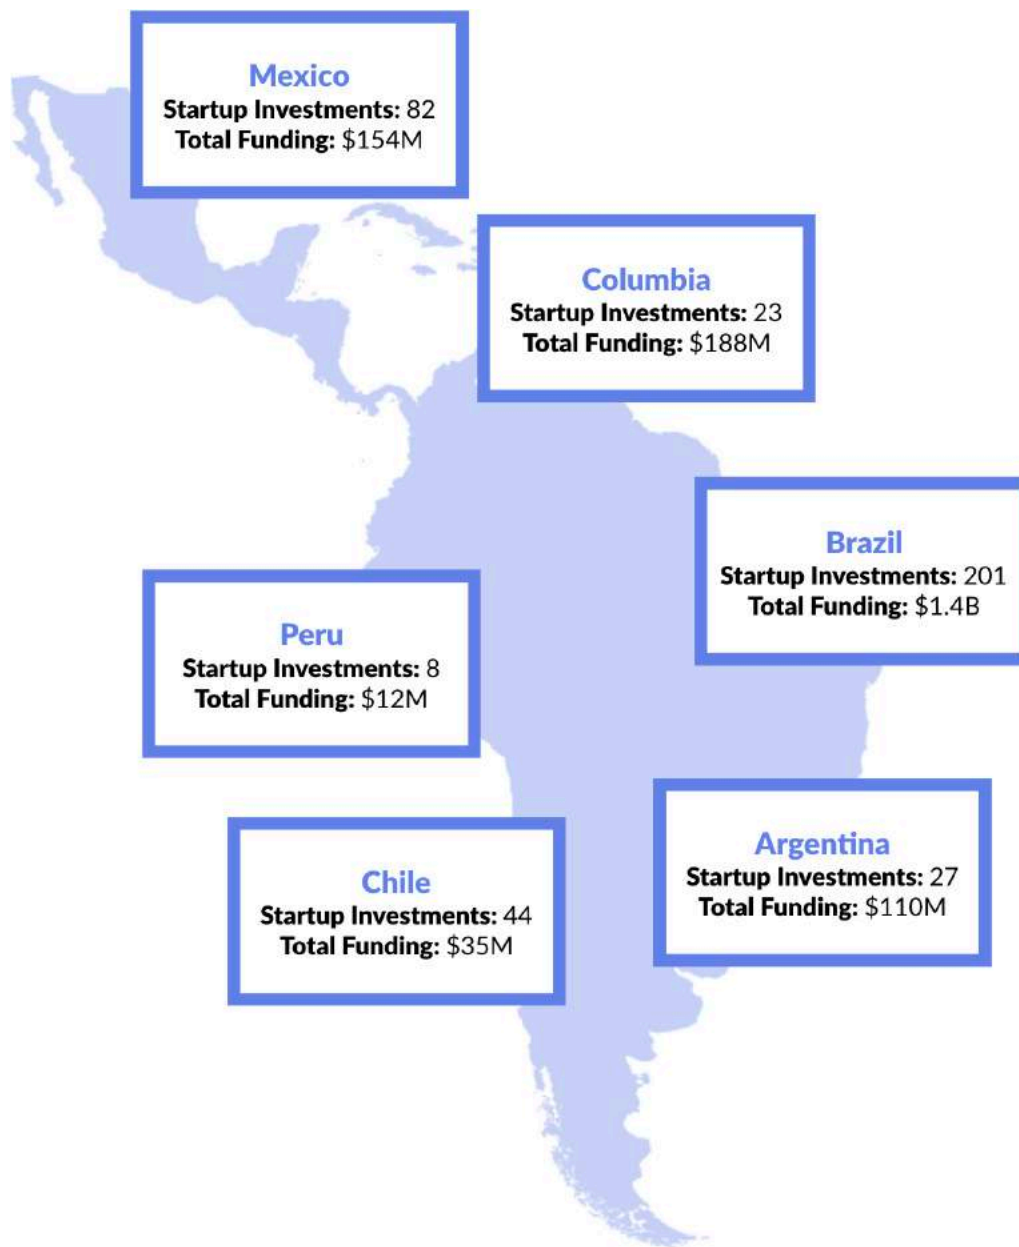 Mexico
Startup Investments: 82
Total Funding: $154M
Columbia
Startup Investments: 23
Total Funding: $188M
Brazil
Startup Investments: 201
Total Funding: $1.4B
Peru
Startup Investments: 8
Total Funding: $12M
Argentina
Startup Investments: 27
Total Funding: $110M
Chile
Startup Investments: 44
Total Funding: $35M